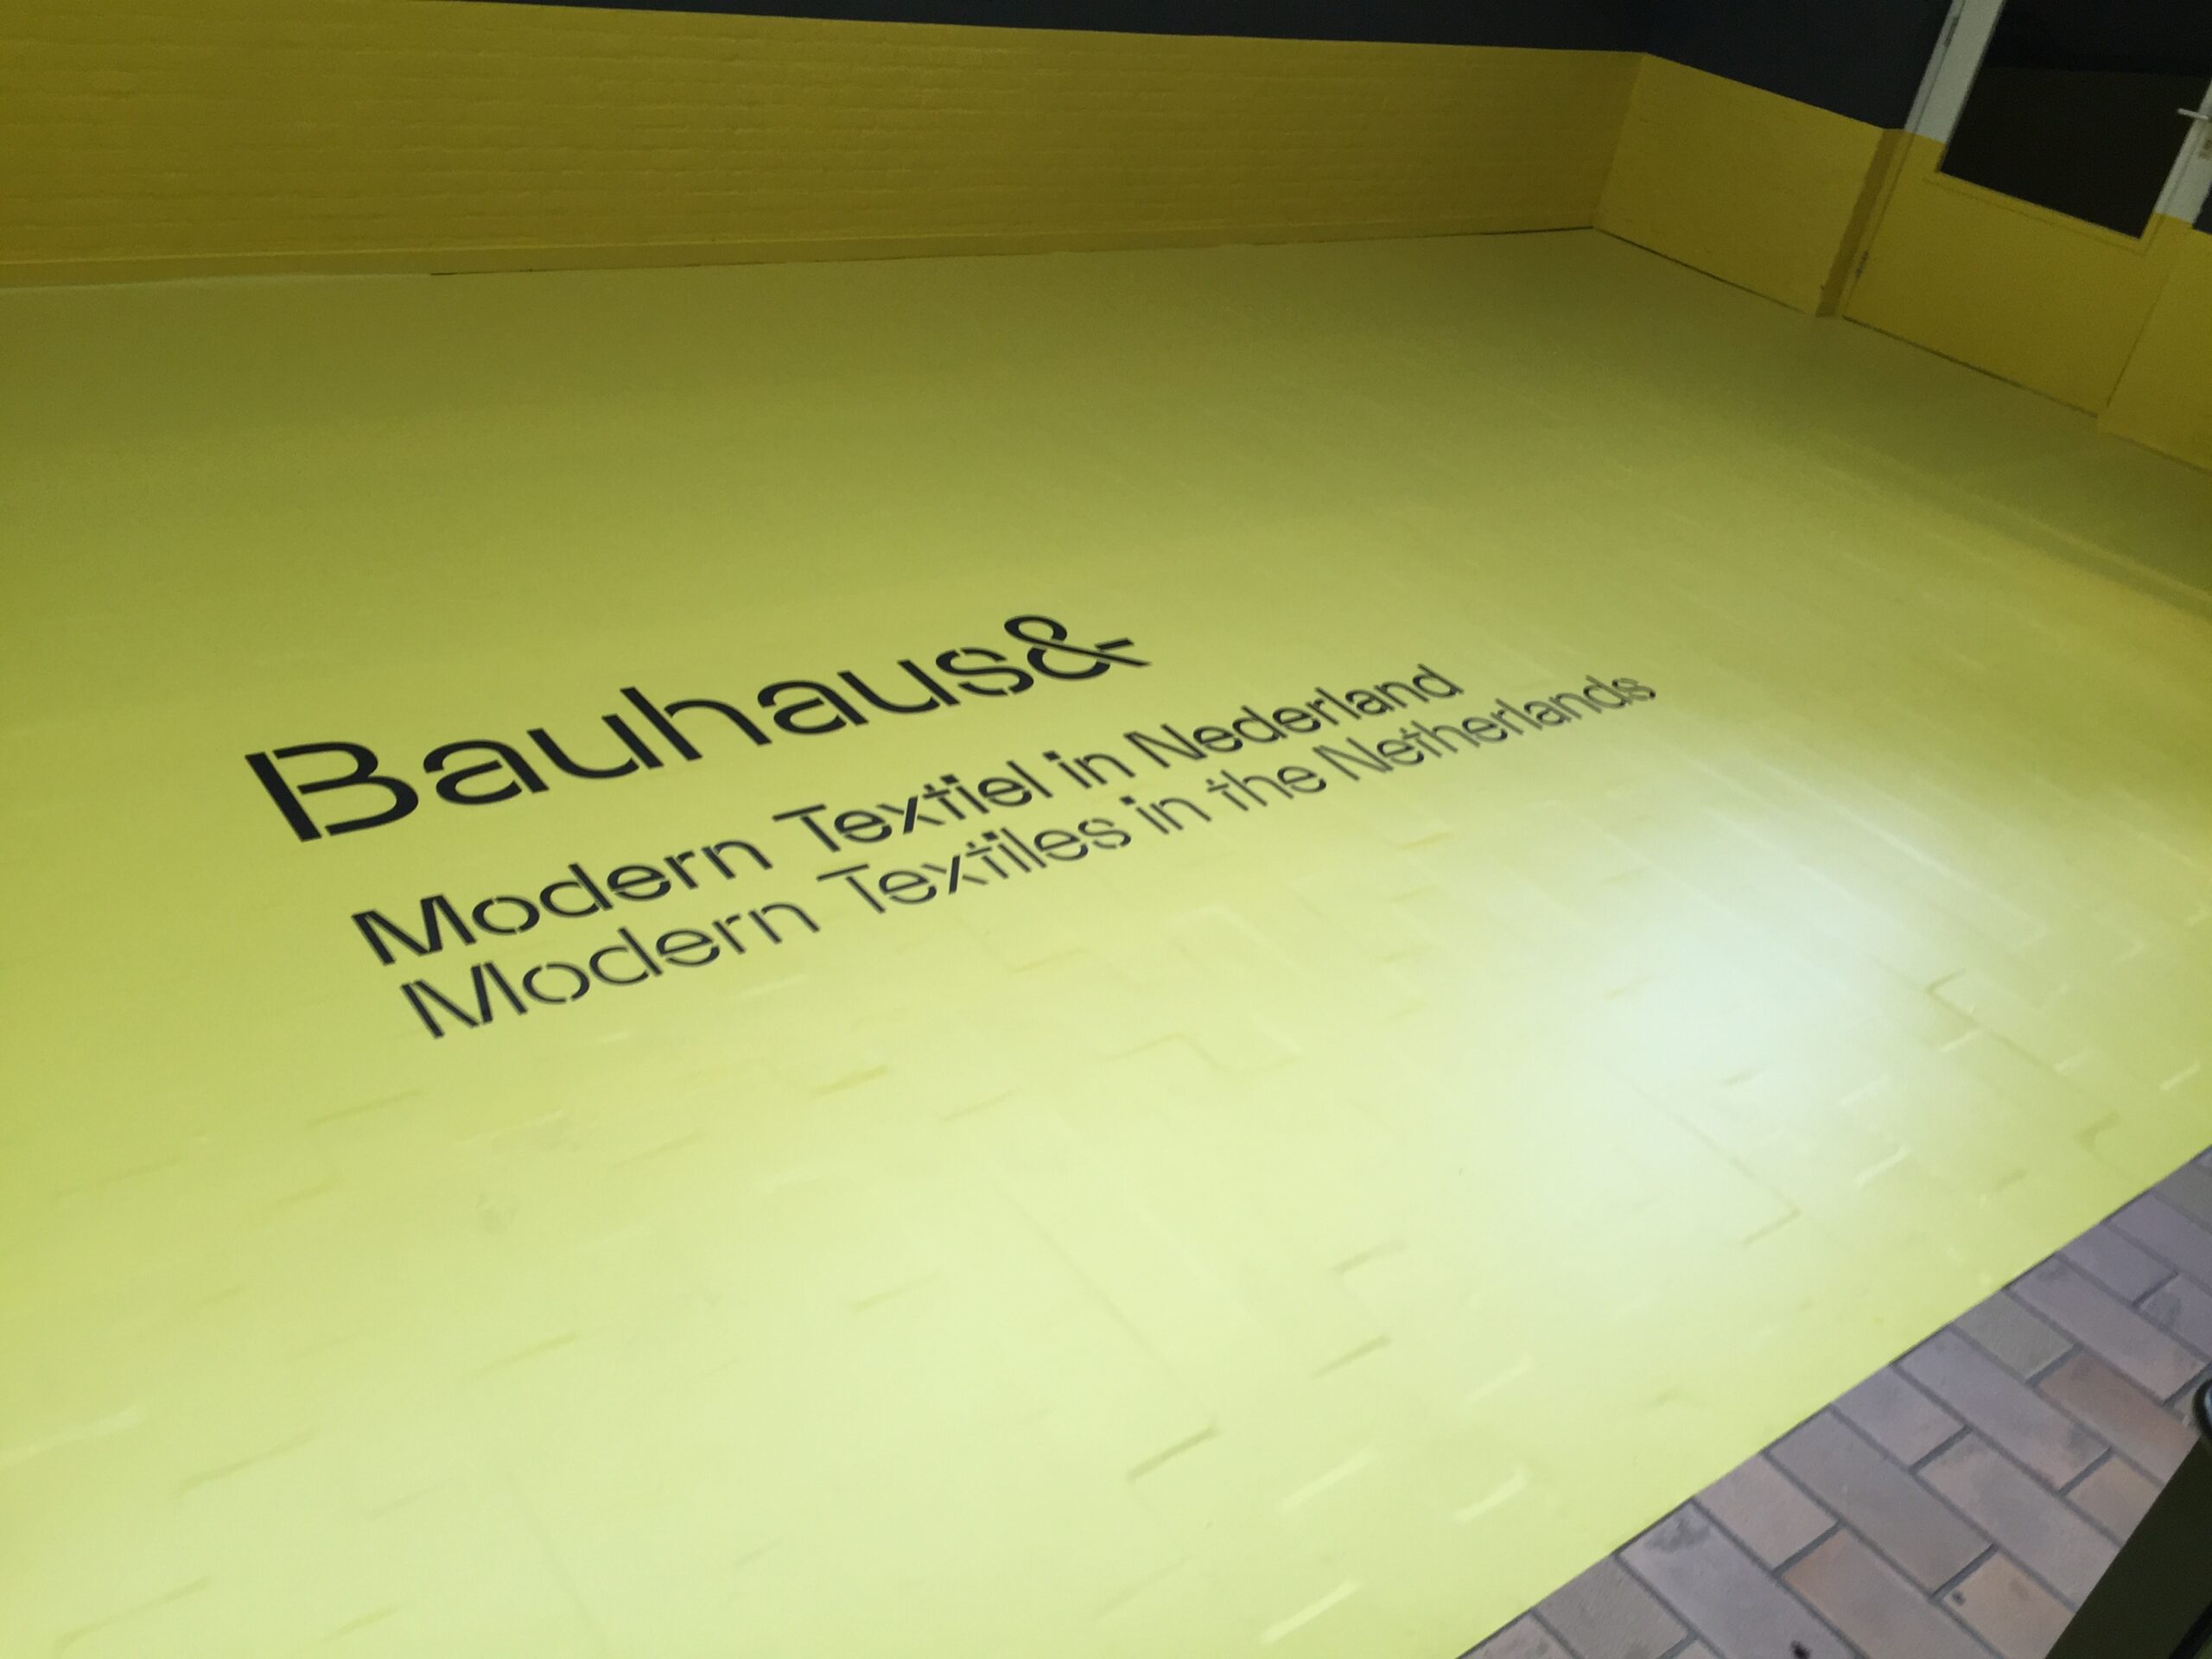 Bauhaus&
Modern Textiel in Nederland
Modern Textiles in the Netherlands